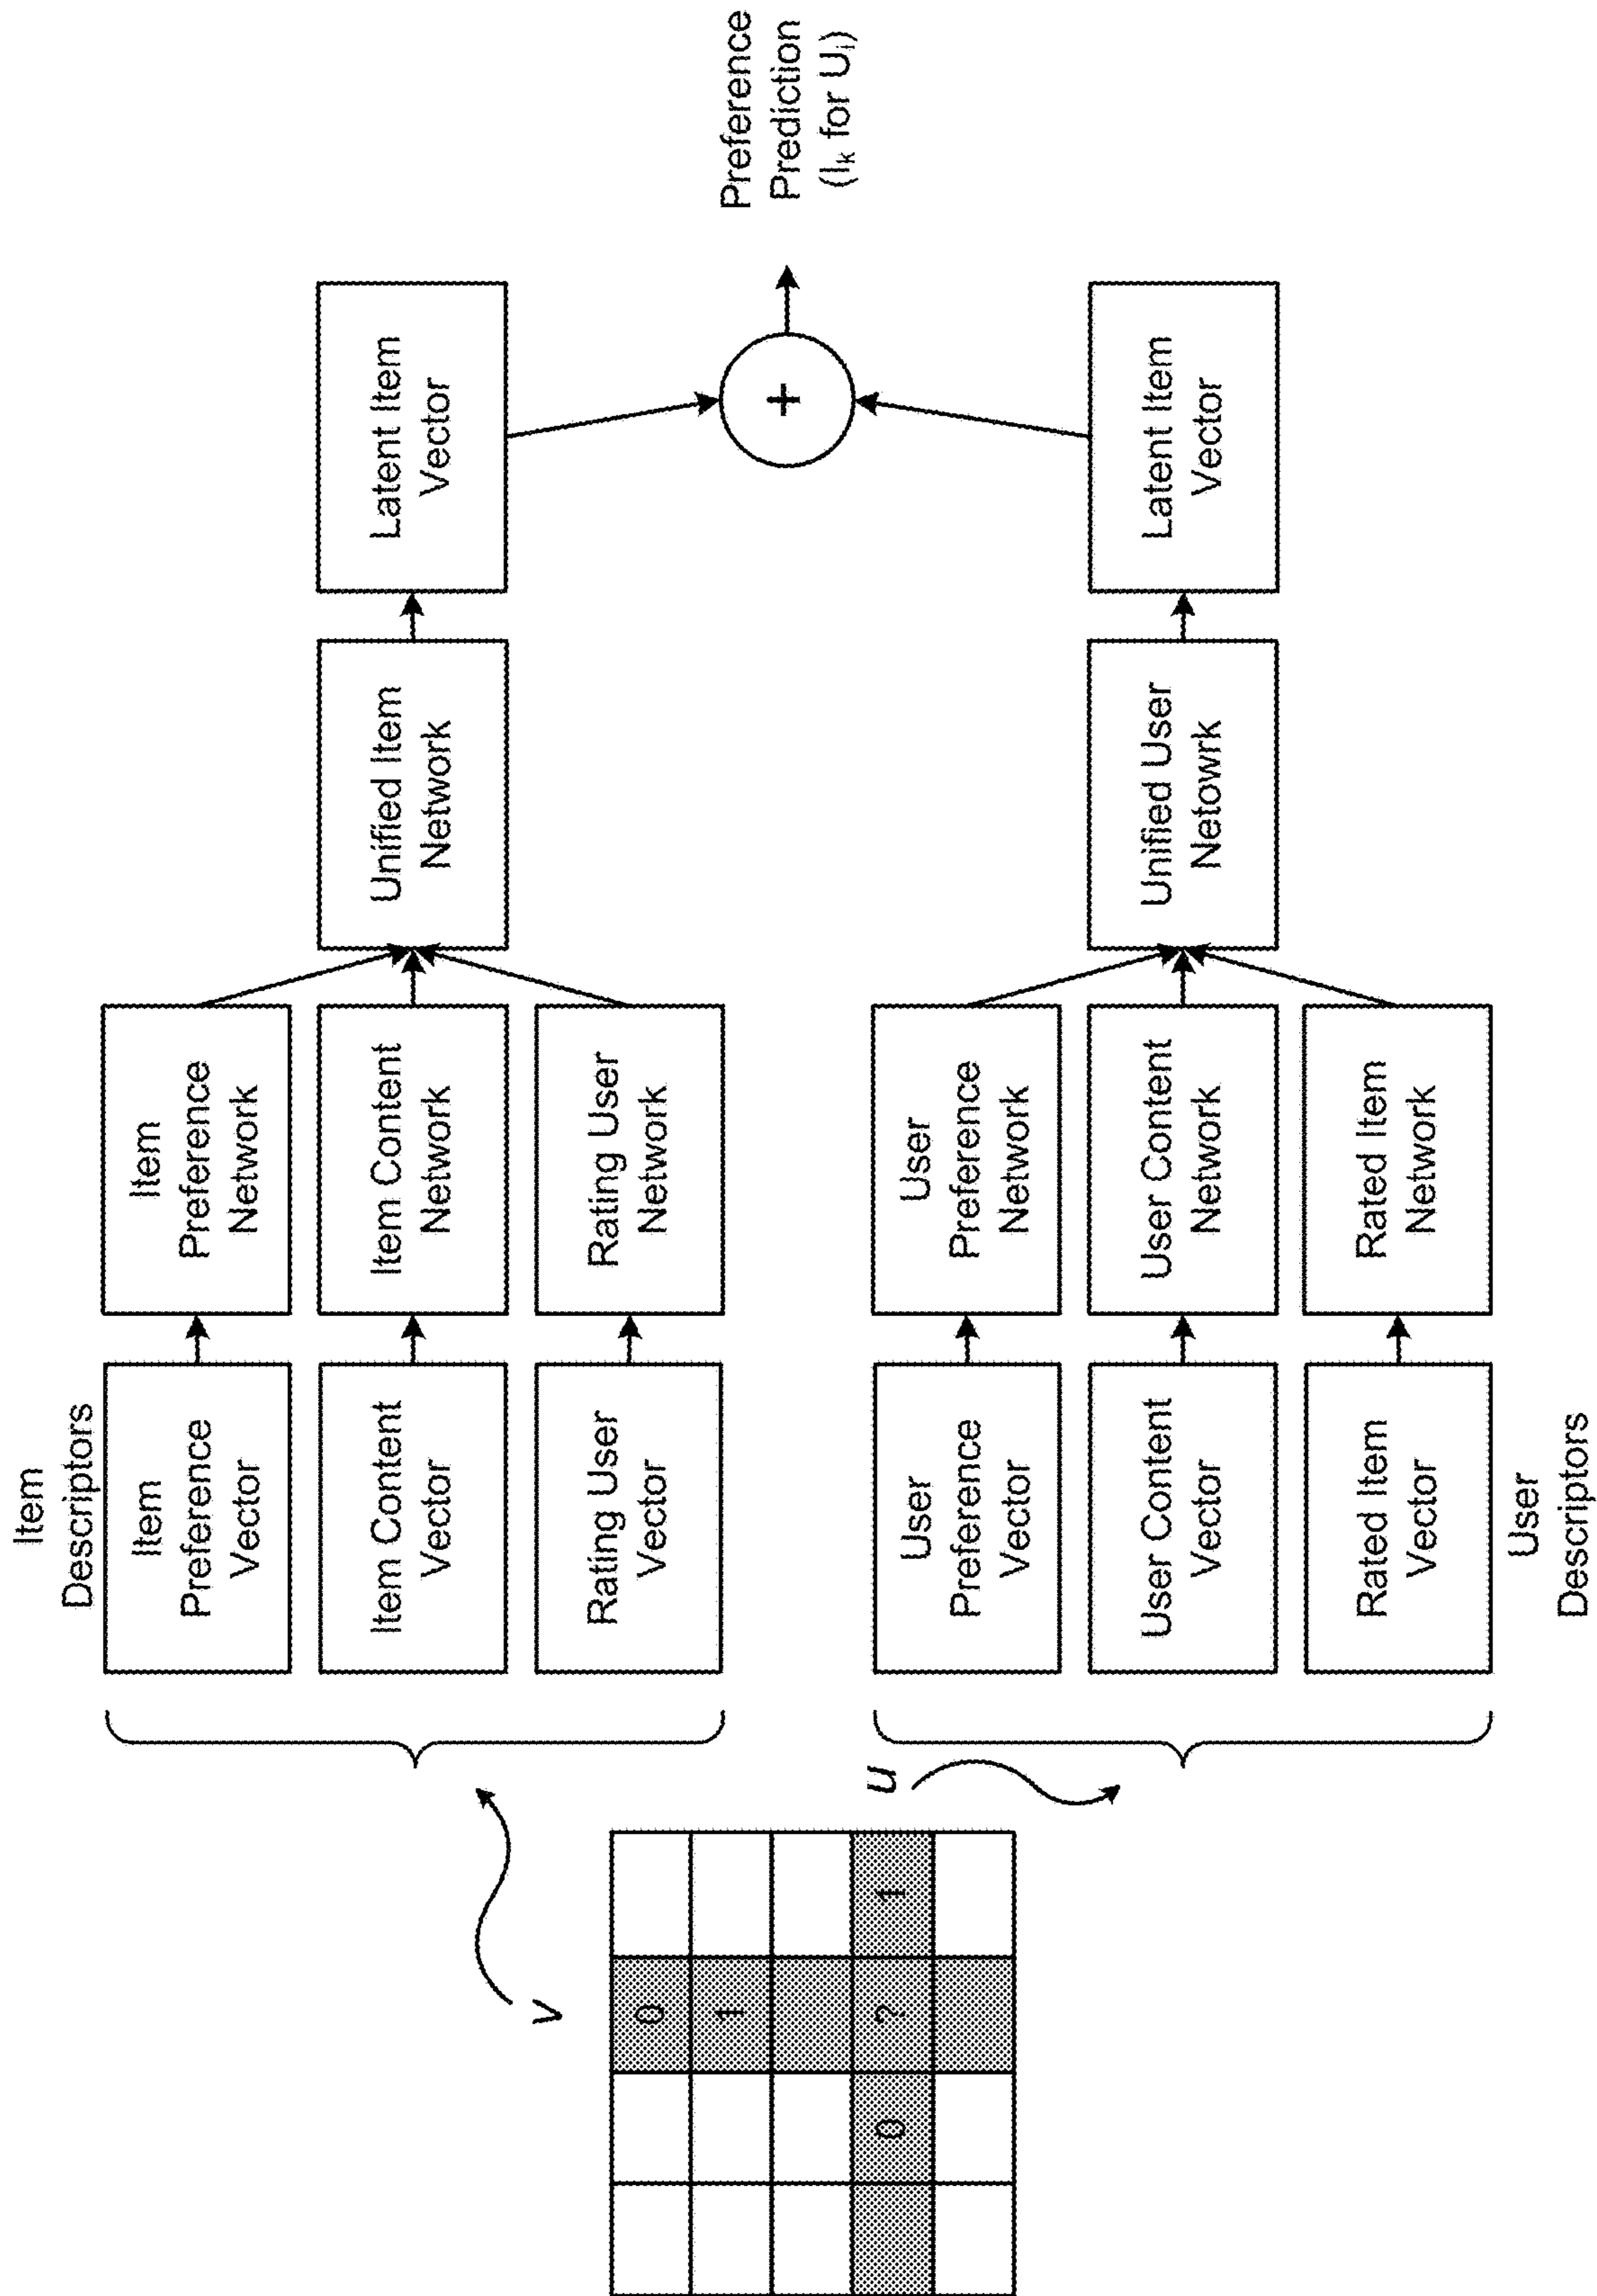 v
0
1
0 ? 1
u
Item
Descriptors
Item
Preference
Vector
Item Content
Vector
Rating User
Vector
User
Preference
Vector
User Content
Vector
Rated Item
Vector
User
Descriptors
Item
Preference
Network
Item Content
Network
Rating User
Network
User
Preference
Network
User Content
Network
Rated Item
Network
Unified Item
Network
Unified User
Netowrk
Latent Item
Vector
+
Latent Item
Vector
Preference
Prediction
(Iₖ for Uᵢ)